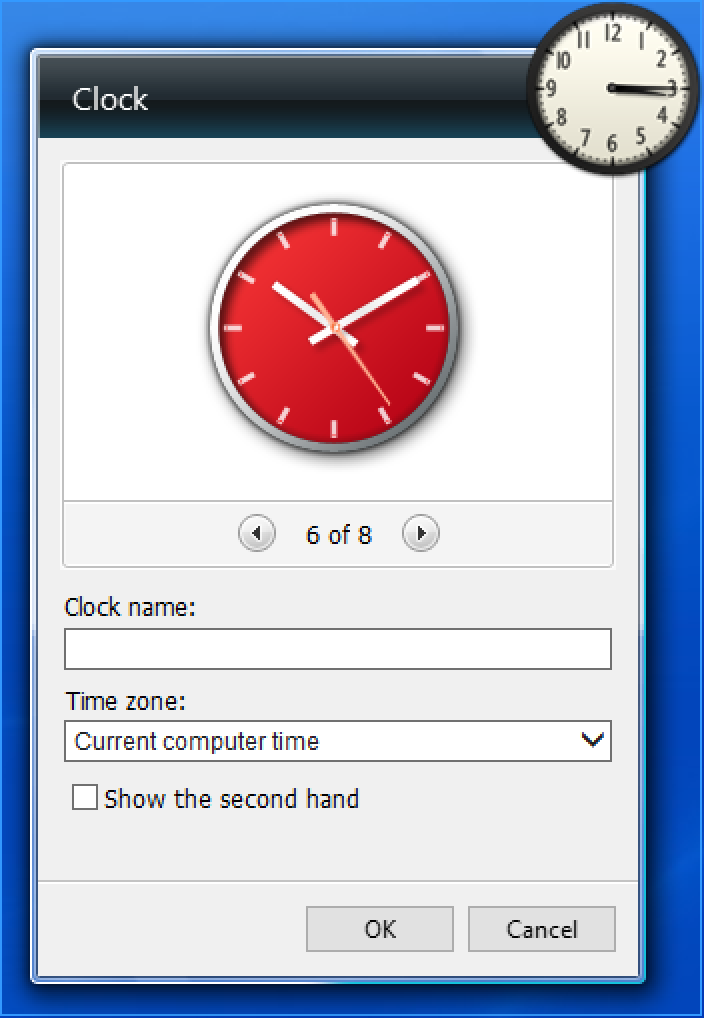 Clock
12
11 1
10 2
9 3
8 4
7 5
6
6 of 8
Clock name:
Time zone:
Current computer time
Show the second hand
OK Cancel